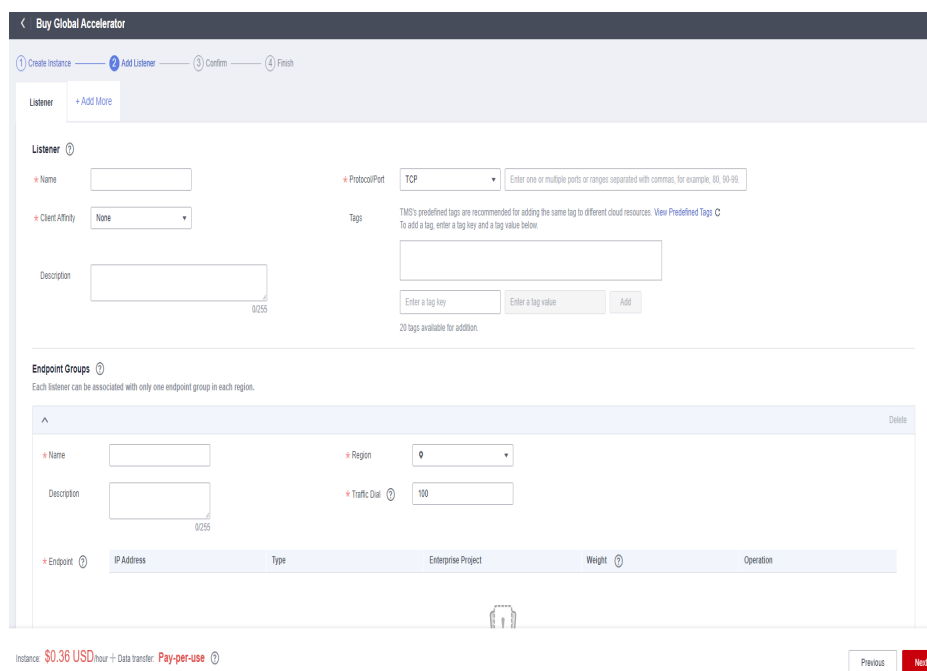 Buy Global Accelerator
1 Create Instance 2 Add Listener 3 Confirm 4 Finish
Listener + Add More
Listener ?
* Name * Protocol/Port TCP Enter one or multiple ports or ranges separated with commas, for example, 80, 90-99.
* Client Affinity None Tags TMS's predefined tags are recommended for adding the same tag to different cloud resources. View Predefined Tags
To add a tag, enter a tag key and a tag value below.
Description
0/255
Enter a tag key Enter a tag value Add
20 tags available for addition.
Endpoint Groups ?
Each listener can be associated with only one endpoint group in each region.
Delete
* Name * Region
Description * Traffic Dial ? 100
0/255
* Endpoint ? IP Address Type Enterprise Project Weight ? Operation
Instance: $0.36 USD/hour + Data transfer: Pay-per-use ?
Previous Next